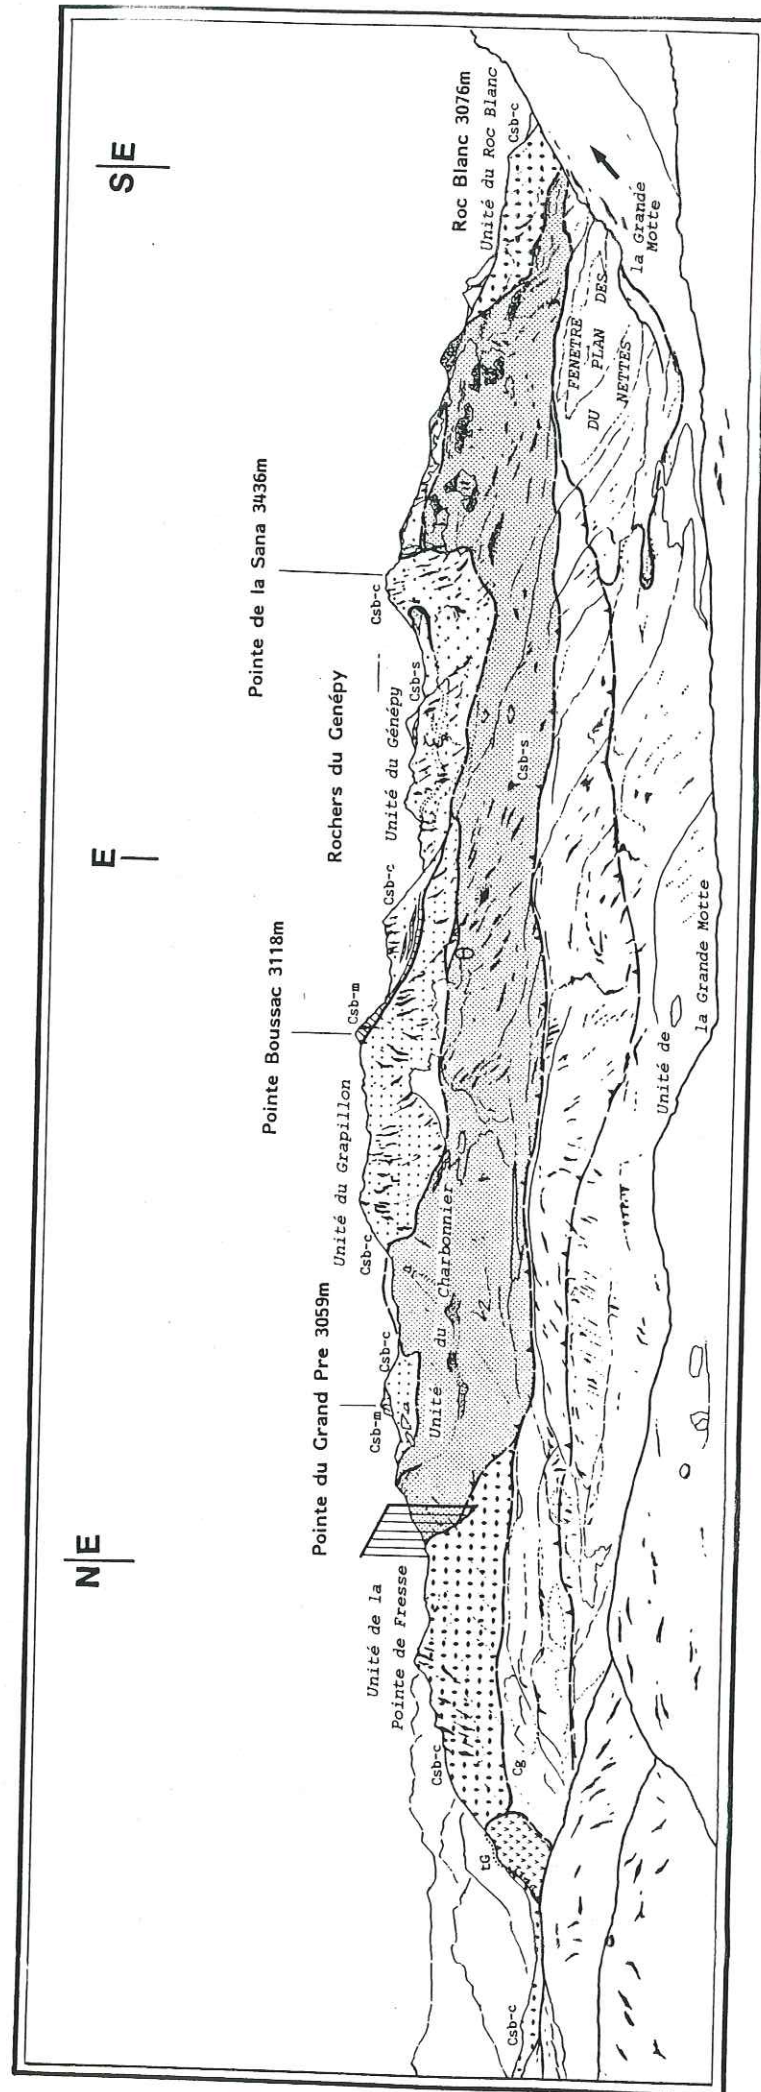 N E
E
S E
Pointe du Grand Pre 3059m
Pointe Boussac 3118m
Pointe de la Sana 3436m
Rochers du Genépy
Roc Blanc 3076m
Unité du Roc Blanc
Unité de la
Pointe de Fresse
Unité du Grapillon
Unité du Génépy
Csb-m
Csb-c
Csb-c
Csb-m
Csb-c
Csb-s
Csb-c
Csb-c
Csb-c
Csb-c
tG
Cg
Unité du Charbonnier
θ
Csb-s
FENETRE
PLAN DES
DU NETTES
la Grande
Motte
Unité de
la Grande Motte